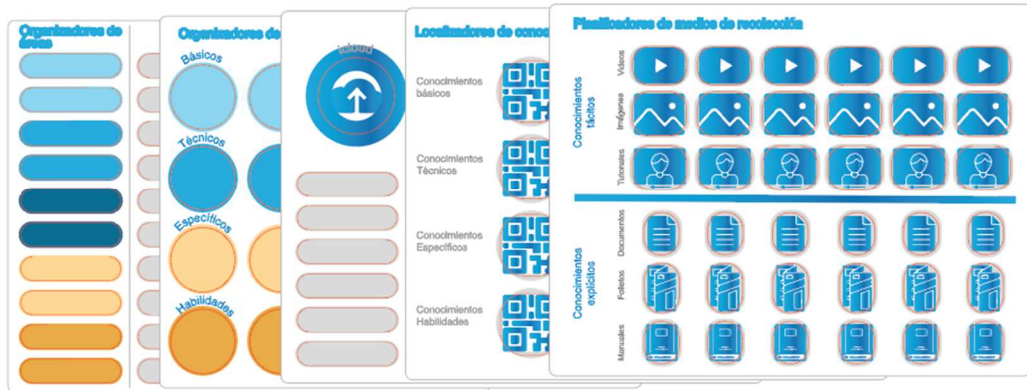 Organizadores de
áreas
Organizadores de
Básicos
Técnicos
Específicos
Habilidades
icloud
Localizadores de
Conocimientos
básicos
Conocimientos
Técnicos
Conocimientos
Específicos
Conocimientos
Habilidades
Planificadores de medios de recolección
Conocimientos
tácitos
Videos
Imágenes
Tutoriales
Conocimientos
explícitos
Documentos
Folletos
Manuales